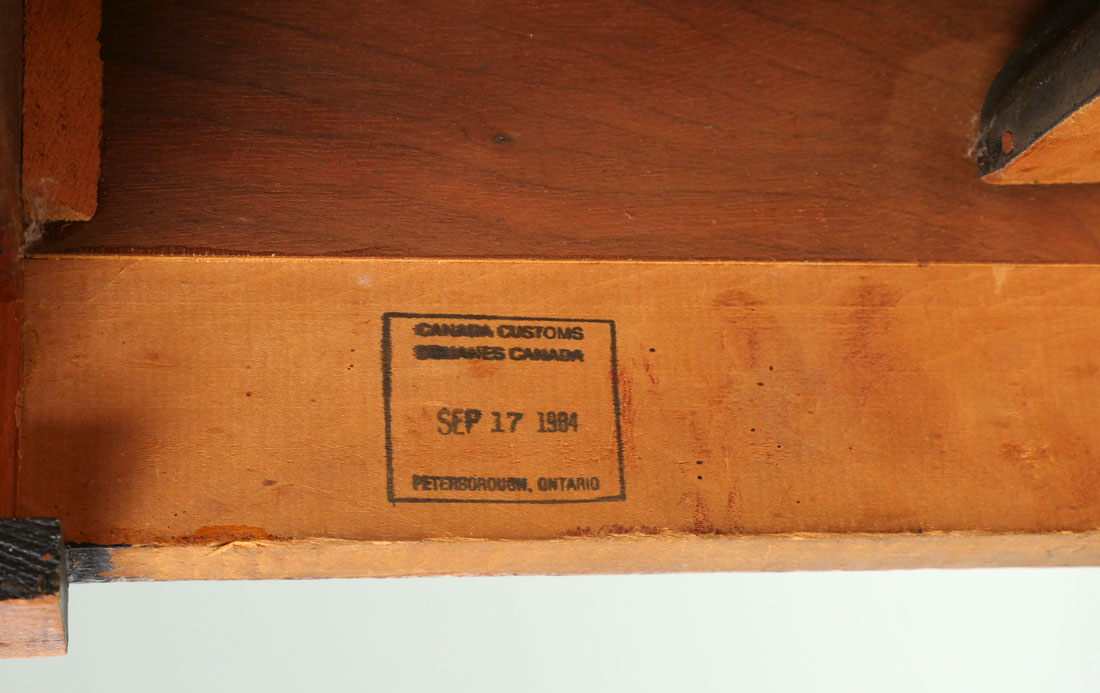 CANADA CUSTOMS
DOUANES CANADA
SEP 17 1984
PETERBOROUGH, ONTARIO